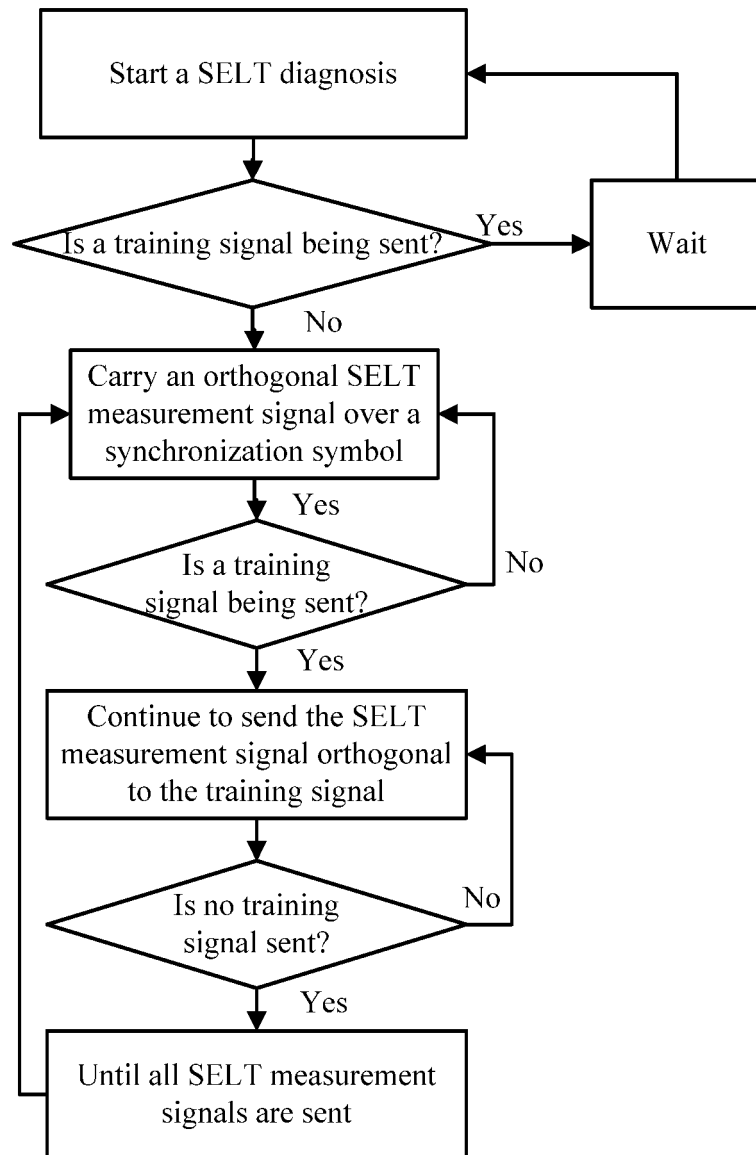 Start a SELT diagnosis
Is a training signal being sent?
Yes
Wait
No
Carry an orthogonal SELT
measurement signal over a
synchronization symbol
Yes
Is a training
signal being sent?
No
Yes
Continue to send the SELT
measurement signal orthogonal
to the training signal
Is no training
signal sent?
No
Yes
Until all SELT measurement
signals are sent